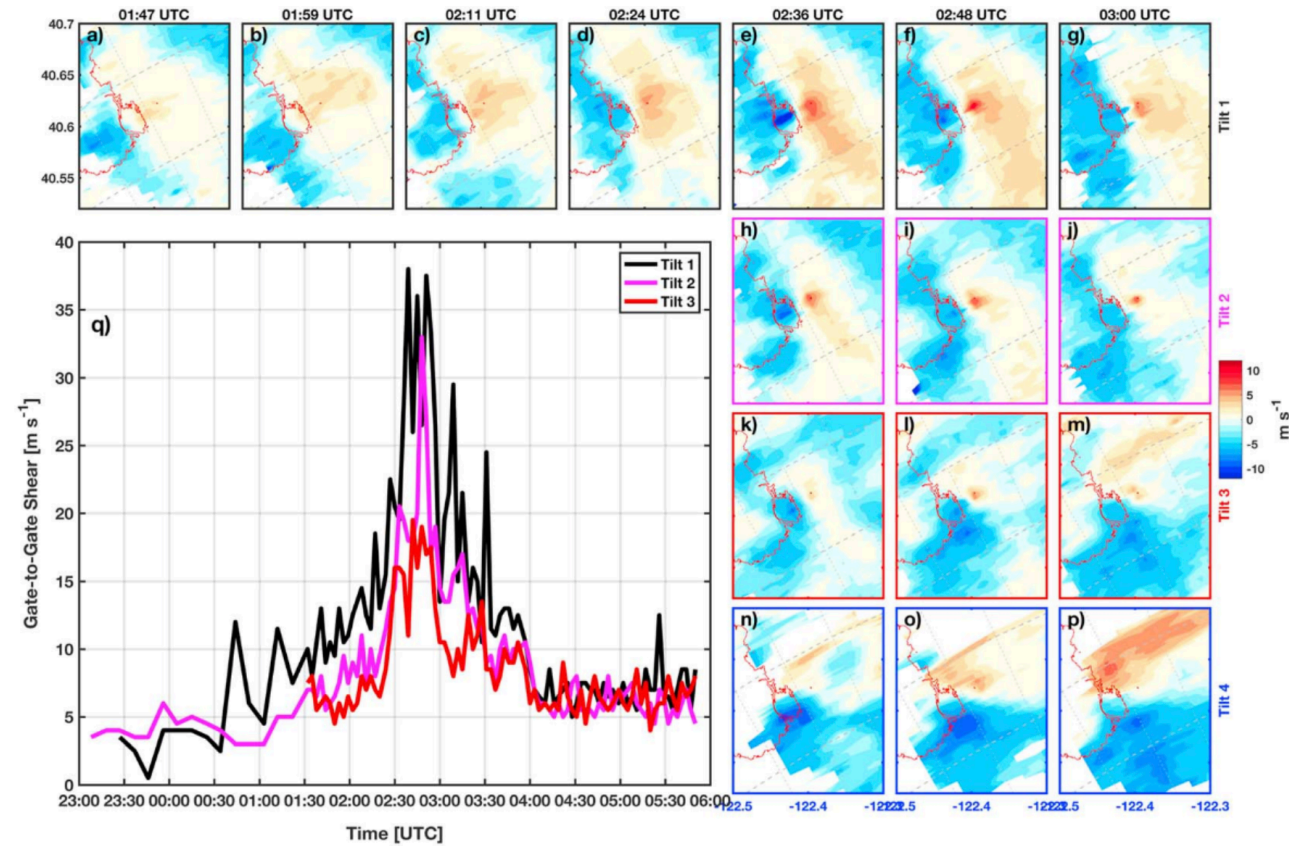 01:47 UTC 01:59 UTC 02:11 UTC 02:24 UTC 02:36 UTC 02:48 UTC 03:00 UTC
40.7
40.65
40.6
40.55
a) b) c) d) e) f) g)
Tilt 1
h) i) j)
Tilt 2
k) l) m)
Tilt 3
n) o) p)
Tilt 4
10
5
0
-5
-10
m s⁻¹
q)
Tilt 1
Tilt 2
Tilt 3
40
35
30
25
20
15
10
5
0
Gate-to-Gate Shear [m s⁻¹]
23:00 23:30 00:00 00:30 01:00 01:30 02:00 02:30 03:00 03:30 04:00 04:30 05:00 05:30 06:00
Time [UTC]
-122.5 -122.4 -122.4 -122.4 -122.3